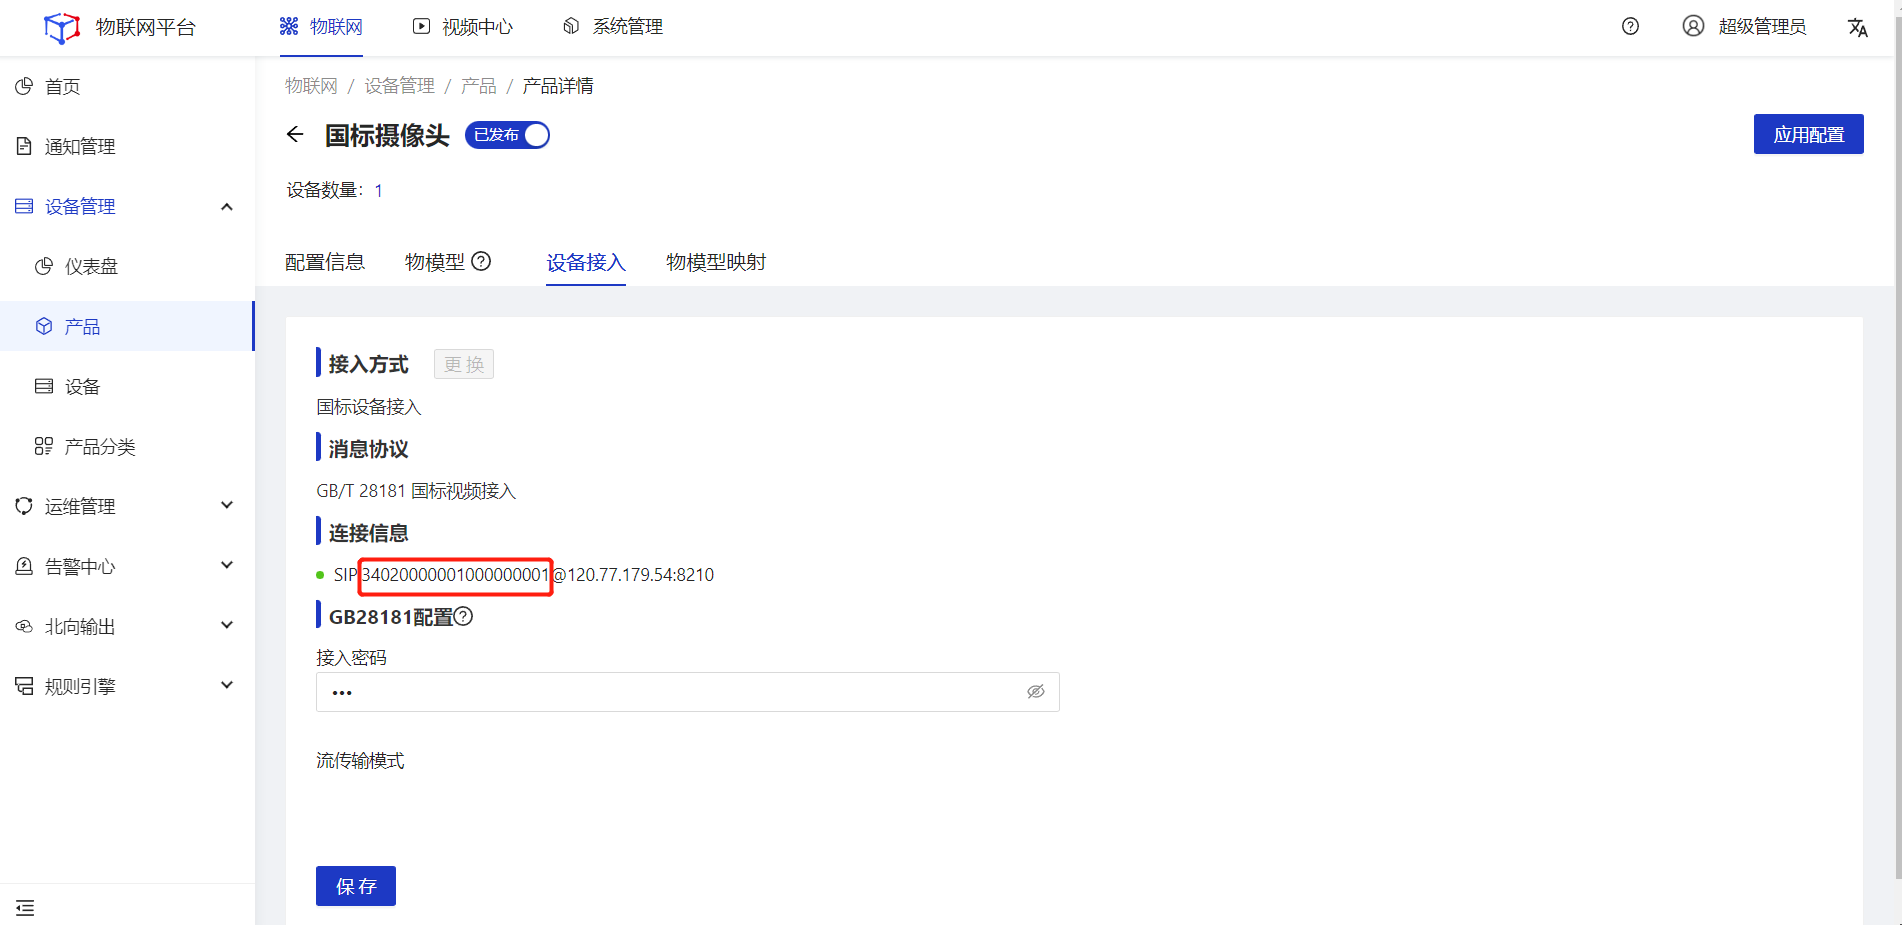 物联网平台
物联网
视频中心
系统管理
超级管理员
首页
通知管理
设备管理
仪表盘
产品
设备
产品分类
运维管理
告警中心
北向输出
规则引擎
物联网 / 设备管理 / 产品 / 产品详情
国标摄像头 已发布
应用配置
设备数量：1
配置信息 物模型 设备接入 物模型映射
接入方式 更 换
国标设备接入
消息协议
GB/T 28181 国标视频接入
连接信息
SIP 34020000001000000001@120.77.179.54:8210
GB28181配置
接入密码
•••
流传输模式
保 存